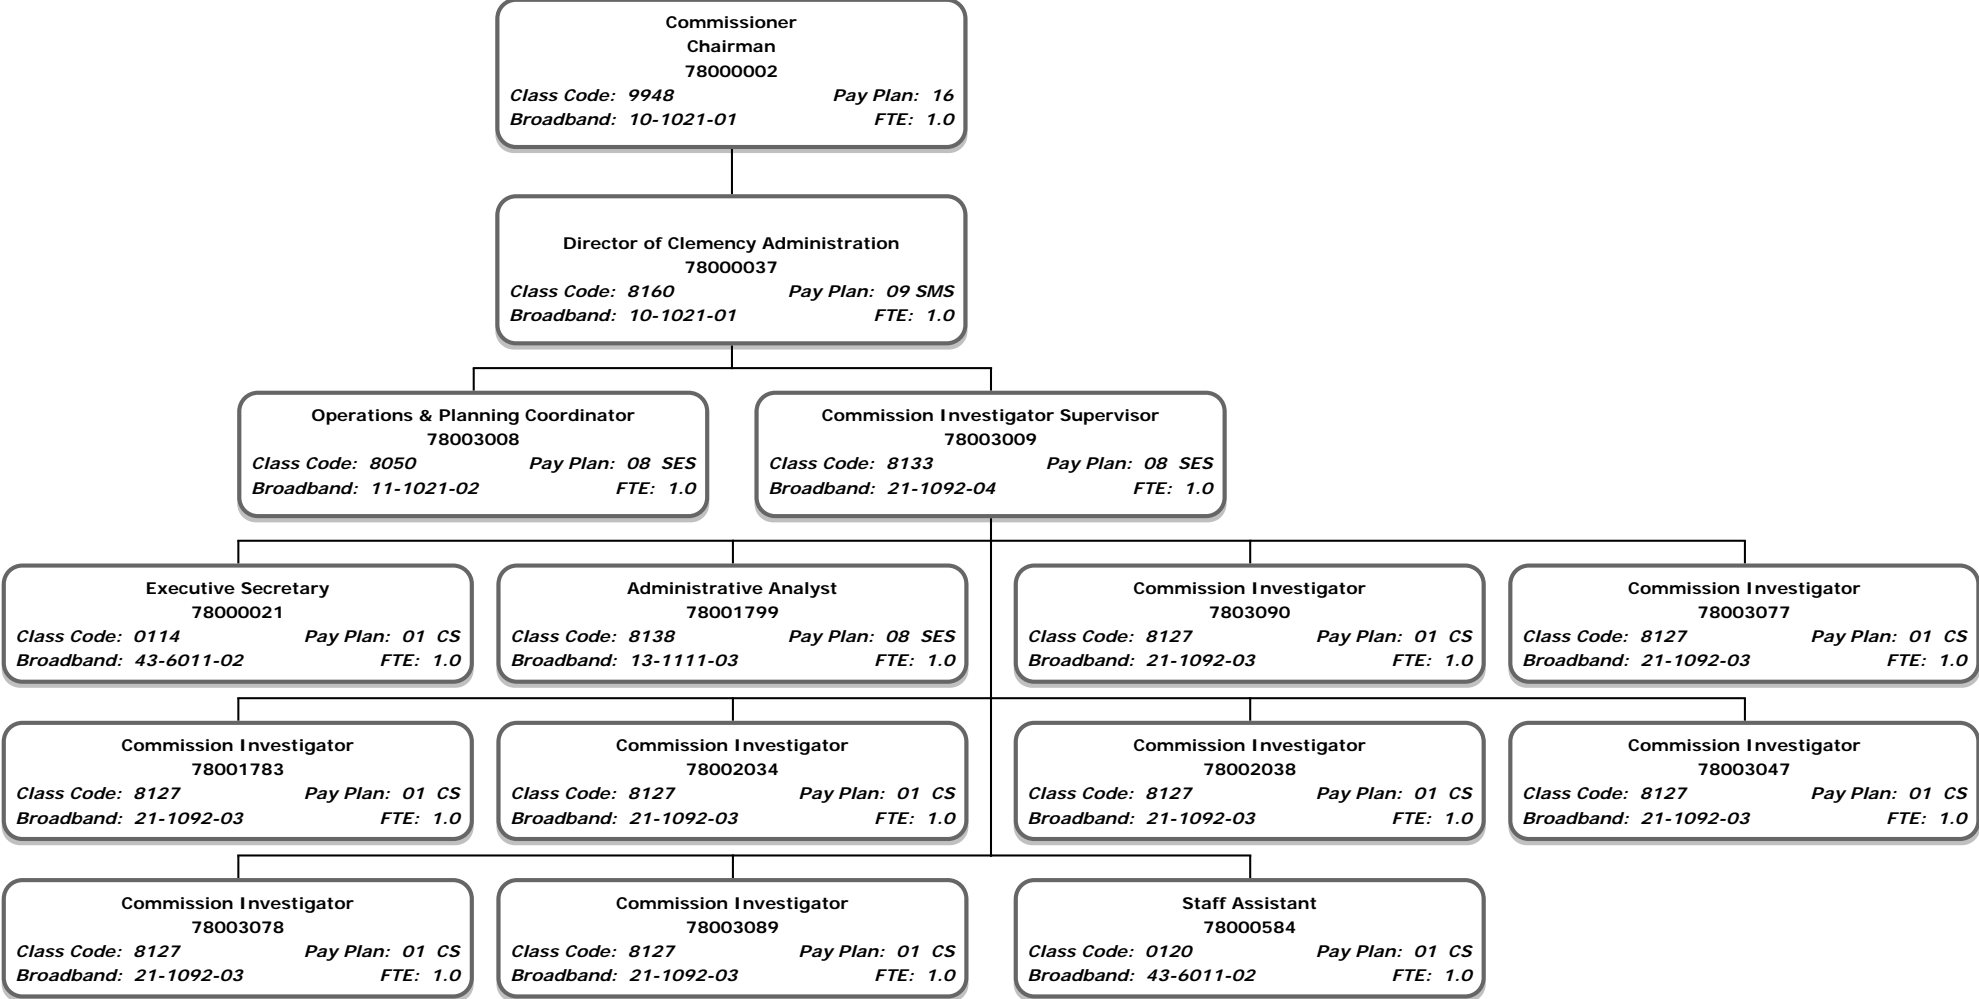 Commissioner
Chairman
78000002
Class Code: 9948 Pay Plan: 16
Broadband: 10-1021-01 FTE: 1.0
Director of Clemency Administration
78000037
Class Code: 8160 Pay Plan: 09 SMS
Broadband: 10-1021-01 FTE: 1.0
Operations & Planning Coordinator
78003008
Class Code: 8050 Pay Plan: 08 SES
Broadband: 11-1021-02 FTE: 1.0
Commission Investigator Supervisor
78003009
Class Code: 8133 Pay Plan: 08 SES
Broadband: 21-1092-04 FTE: 1.0
Executive Secretary
78000021
Class Code: 0114 Pay Plan: 01 CS
Broadband: 43-6011-02 FTE: 1.0
Administrative Analyst
78001799
Class Code: 8138 Pay Plan: 08 SES
Broadband: 13-1111-03 FTE: 1.0
Commission Investigator
7803090
Class Code: 8127 Pay Plan: 01 CS
Broadband: 21-1092-03 FTE: 1.0
Commission Investigator
78003077
Class Code: 8127 Pay Plan: 01 CS
Broadband: 21-1092-03 FTE: 1.0
Commission Investigator
78001783
Class Code: 8127 Pay Plan: 01 CS
Broadband: 21-1092-03 FTE: 1.0
Commission Investigator
78002034
Class Code: 8127 Pay Plan: 01 CS
Broadband: 21-1092-03 FTE: 1.0
Commission Investigator
78002038
Class Code: 8127 Pay Plan: 01 CS
Broadband: 21-1092-03 FTE: 1.0
Commission Investigator
78003047
Class Code: 8127 Pay Plan: 01 CS
Broadband: 21-1092-03 FTE: 1.0
Commission Investigator
78003078
Class Code: 8127 Pay Plan: 01 CS
Broadband: 21-1092-03 FTE: 1.0
Commission Investigator
78003089
Class Code: 8127 Pay Plan: 01 CS
Broadband: 21-1092-03 FTE: 1.0
Staff Assistant
78000584
Class Code: 0120 Pay Plan: 01 CS
Broadband: 43-6011-02 FTE: 1.0